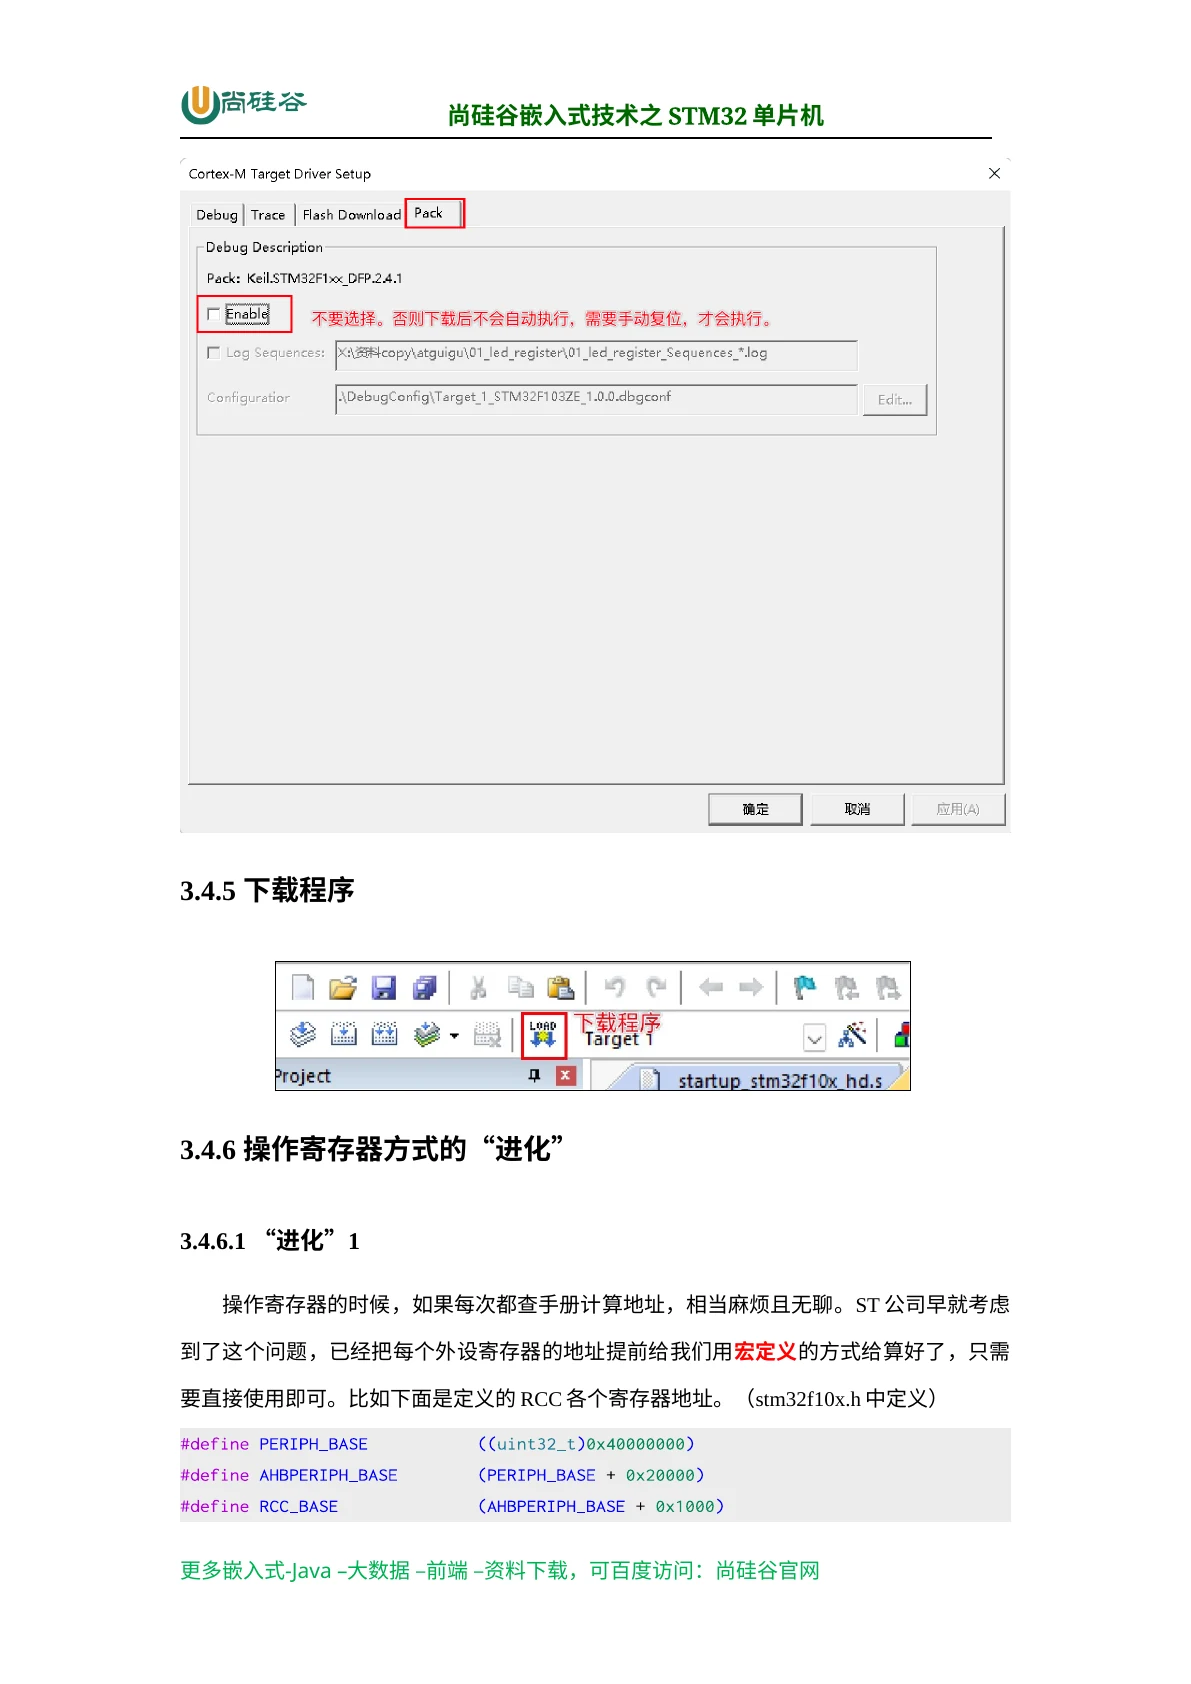 尚硅谷
尚硅谷嵌入式技术之 STM32 单片机
Cortex-M Target Driver Setup
Debug Trace Flash Download Pack
Debug Description
Pack: Keil.STM32F1xx_DFP.2.4.1
Enable 不要选择。否则下载后不会自动执行，需要手动复位，才会执行。
Log Sequences: X:\资料copy\atguigu\01_led_register\01_led_register_Sequences_*.log
Configuration .\DebugConfig\Target_1_STM32F103ZE_1.0.0.dbgconf Edit...
确定 取消 应用(A)
3.4.5 下载程序
LOAD 下载程序
Target 1
Project startup_stm32f10x_hd.s
3.4.6 操作寄存器方式的“进化”
3.4.6.1 “进化”1
操作寄存器的时候，如果每次都查手册计算地址，相当麻烦且无聊。ST 公司早就考虑
到了这个问题，已经把每个外设寄存器的地址提前给我们用宏定义的方式给算好了，只需
要直接使用即可。比如下面是定义的 RCC 各个寄存器地址。（stm32f10x.h 中定义）
#define PERIPH_BASE ((uint32_t)0x40000000)
#define AHBPERIPH_BASE (PERIPH_BASE + 0x20000)
#define RCC_BASE (AHBPERIPH_BASE + 0x1000)
更多嵌入式-Java –大数据 –前端 –资料下载，可百度访问：尚硅谷官网